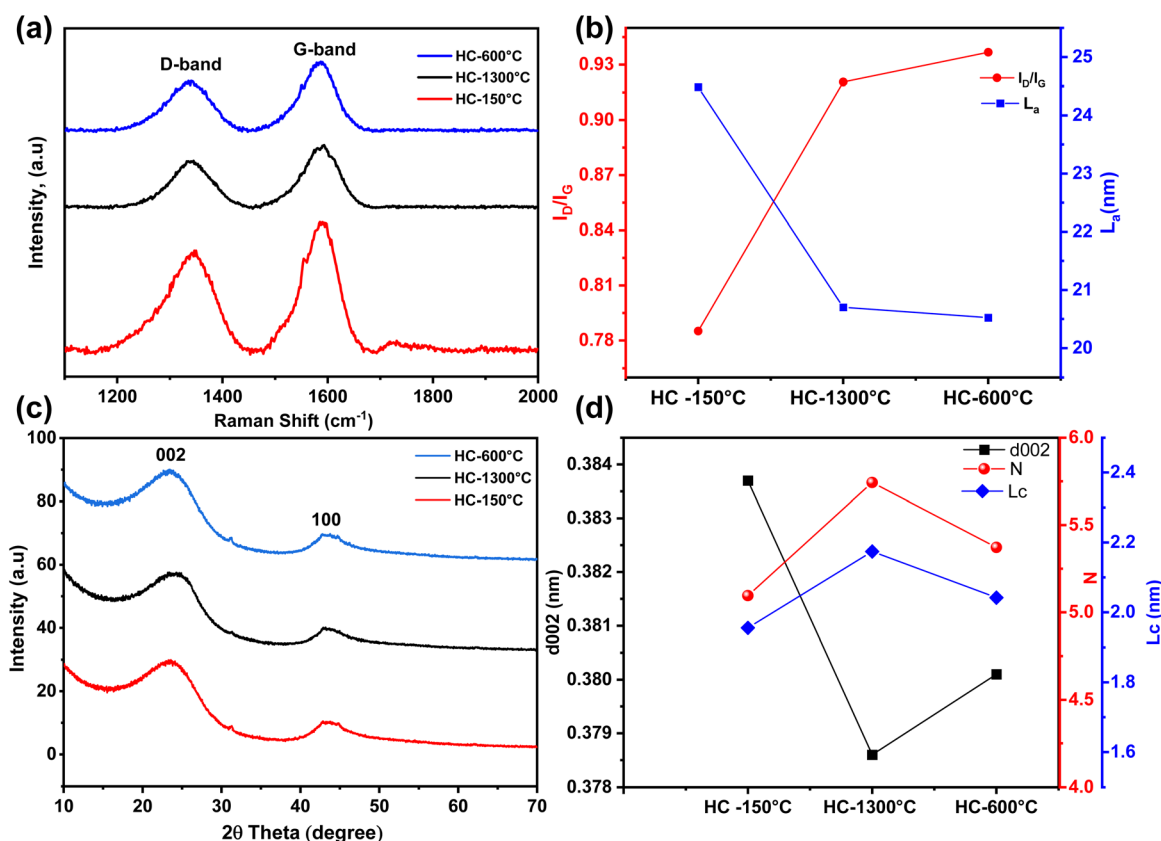 (a)
D-band
G-band
HC-600°C
HC-1300°C
HC-150°C
Intensity, (a.u)
1200
1400
1600
1800
2000
Raman Shift (cm⁻¹)
(b)
I_D/I_G
L_a
0.93
0.90
0.87
0.84
0.81
0.78
I_D/I_G
25
24
23
22
21
20
L_a(nm)
HC -150°C
HC-1300°C
HC-600°C
(c)
002
100
HC-600°C
HC-1300°C
HC-150°C
100
80
60
40
20
0
Intensity (a.u)
10
20
30
40
50
60
70
2θ Theta (degree)
(d)
d002
N
Lc
0.384
0.383
0.382
0.381
0.380
0.379
0.378
d002 (nm)
6.0
5.5
5.0
4.5
4.0
N
2.4
2.2
2.0
1.8
1.6
Lc (nm)
HC -150°C
HC-1300°C
HC-600°C